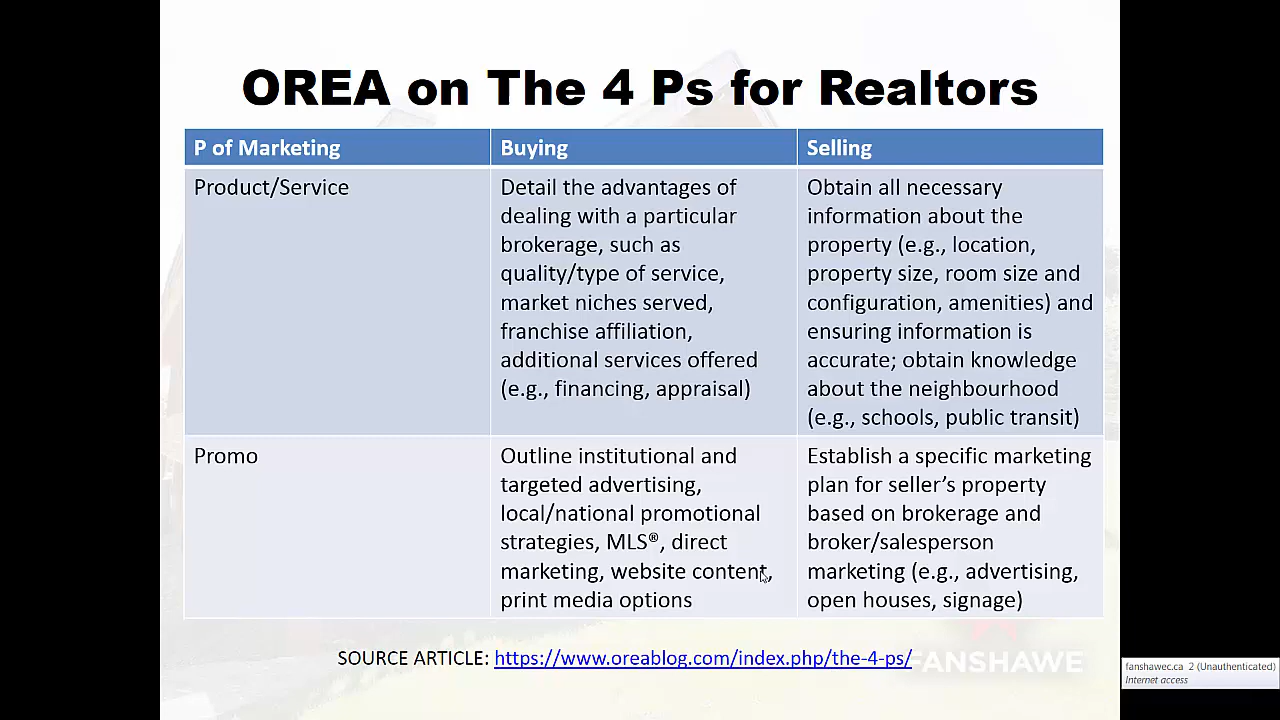 OREA on The 4 Ps for Realtors
P of Marketing
Buying
Selling
Product/Service
Detail the advantages of
dealing with a particular
brokerage, such as
quality/type of service,
market niches served,
franchise affiliation,
additional services offered
(e.g., financing, appraisal)
Obtain all necessary
information about the
property (e.g., location,
property size, room size and
configuration, amenities) and
ensuring information is
accurate; obtain knowledge
about the neighbourhood
(e.g., schools, public transit)
Promo
Outline institutional and
targeted advertising,
local/national promotional
strategies, MLS®, direct
marketing, website content,
print media options
Establish a specific marketing
plan for seller’s property
based on brokerage and
broker/salesperson
marketing (e.g., advertising,
open houses, signage)
SOURCE ARTICLE: https://www.oreablog.com/index.php/the-4-ps/
FANSHAWE
fanshawec.ca 2 (Unauthenticated)
Internet access